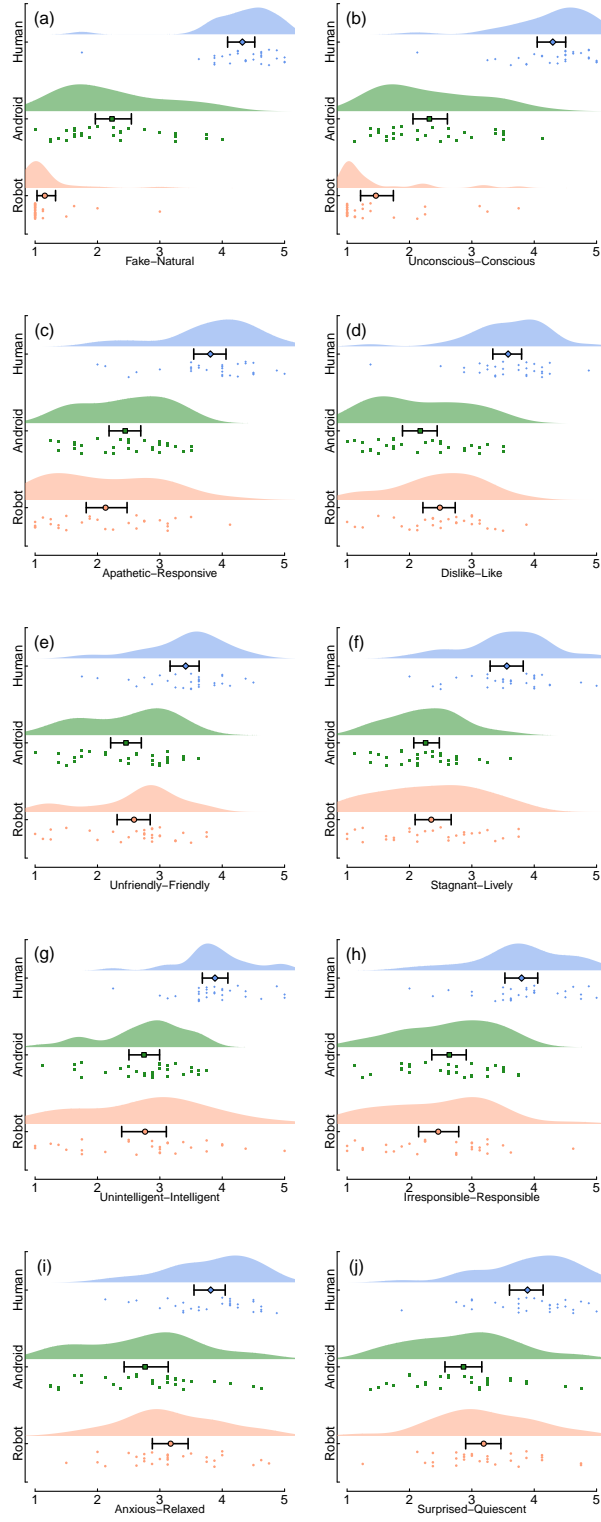 (a)
Human
Android
Robot
1 2 3 4 5
Fake−Natural
(b)
Human
Android
Robot
1 2 3 4 5
Unconscious−Conscious
(c)
Human
Android
Robot
1 2 3 4 5
Apathetic−Responsive
(d)
Human
Android
Robot
1 2 3 4 5
Dislike−Like
(e)
Human
Android
Robot
1 2 3 4 5
Unfriendly−Friendly
(f)
Human
Android
Robot
1 2 3 4 5
Stagnant−Lively
(g)
Human
Android
Robot
1 2 3 4 5
Unintelligent−Intelligent
(h)
Human
Android
Robot
1 2 3 4 5
Irresponsible−Responsible
(i)
Human
Android
Robot
1 2 3 4 5
Anxious−Relaxed
(j)
Human
Android
Robot
1 2 3 4 5
Surprised−Quiescent